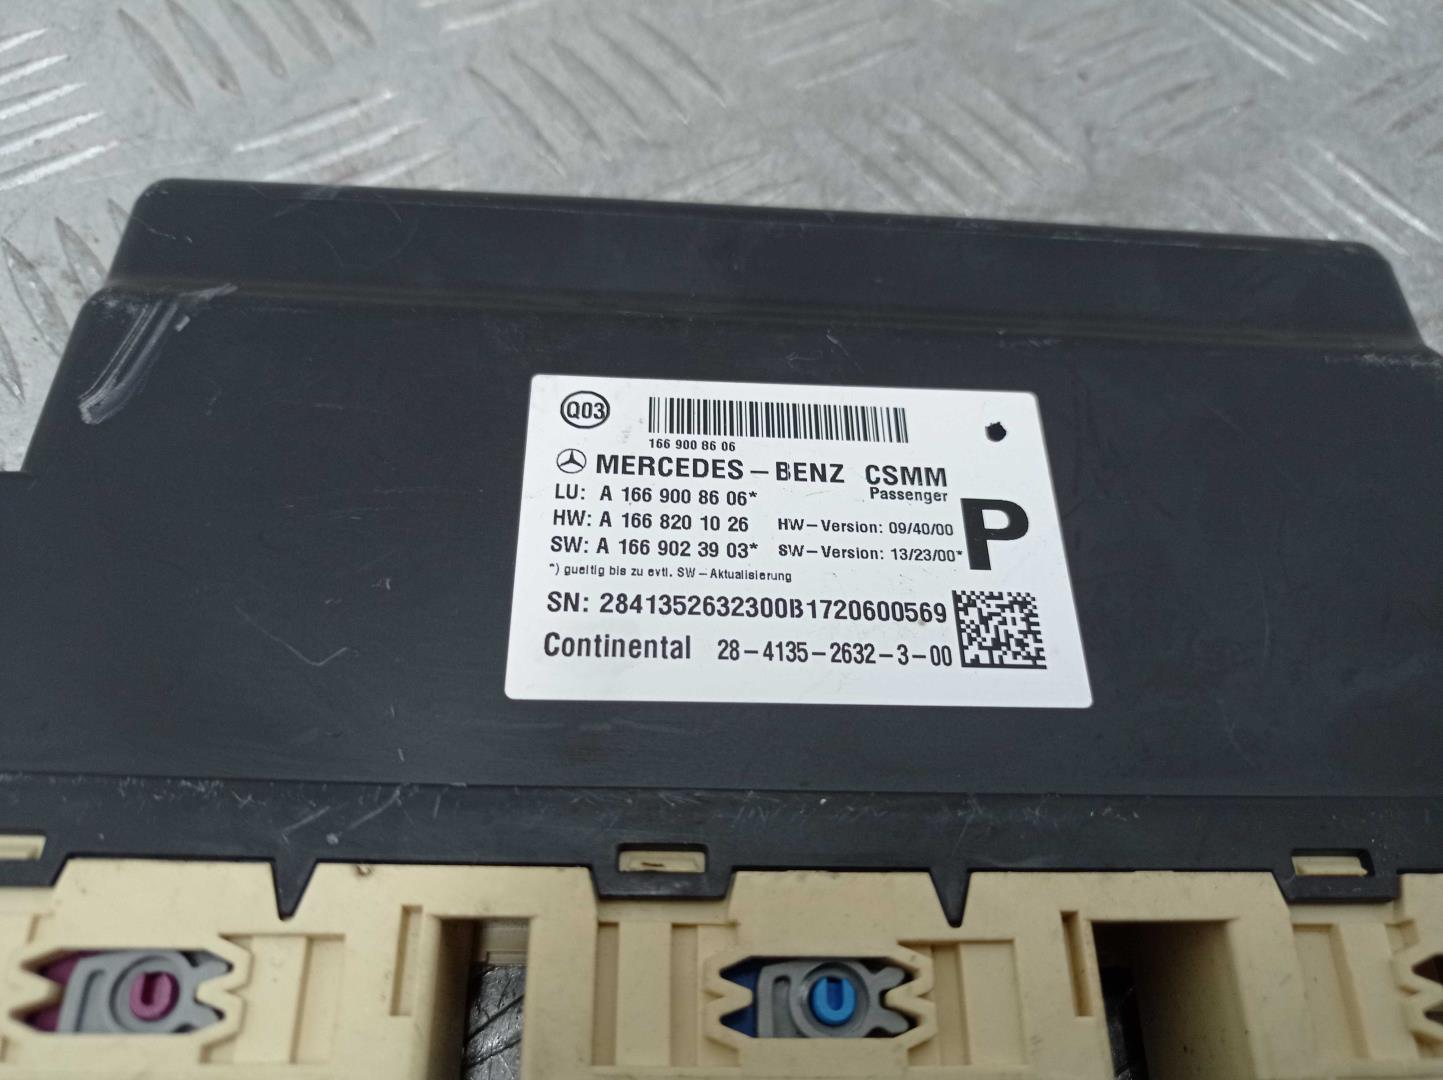 Q03
166 900 86 06
MERCEDES-BENZ CSMM
Passenger
LU: A 166 900 86 06*
HW: A 166 820 10 26 HW-Version: 09/40/00
SW: A 166 902 39 03* SW-Version: 13/23/00*
P
*) gueltig bis zu evtl. SW-Aktualisierung
SN: 2841352632300B1720600569
Continental 28-4135-2632-3-00